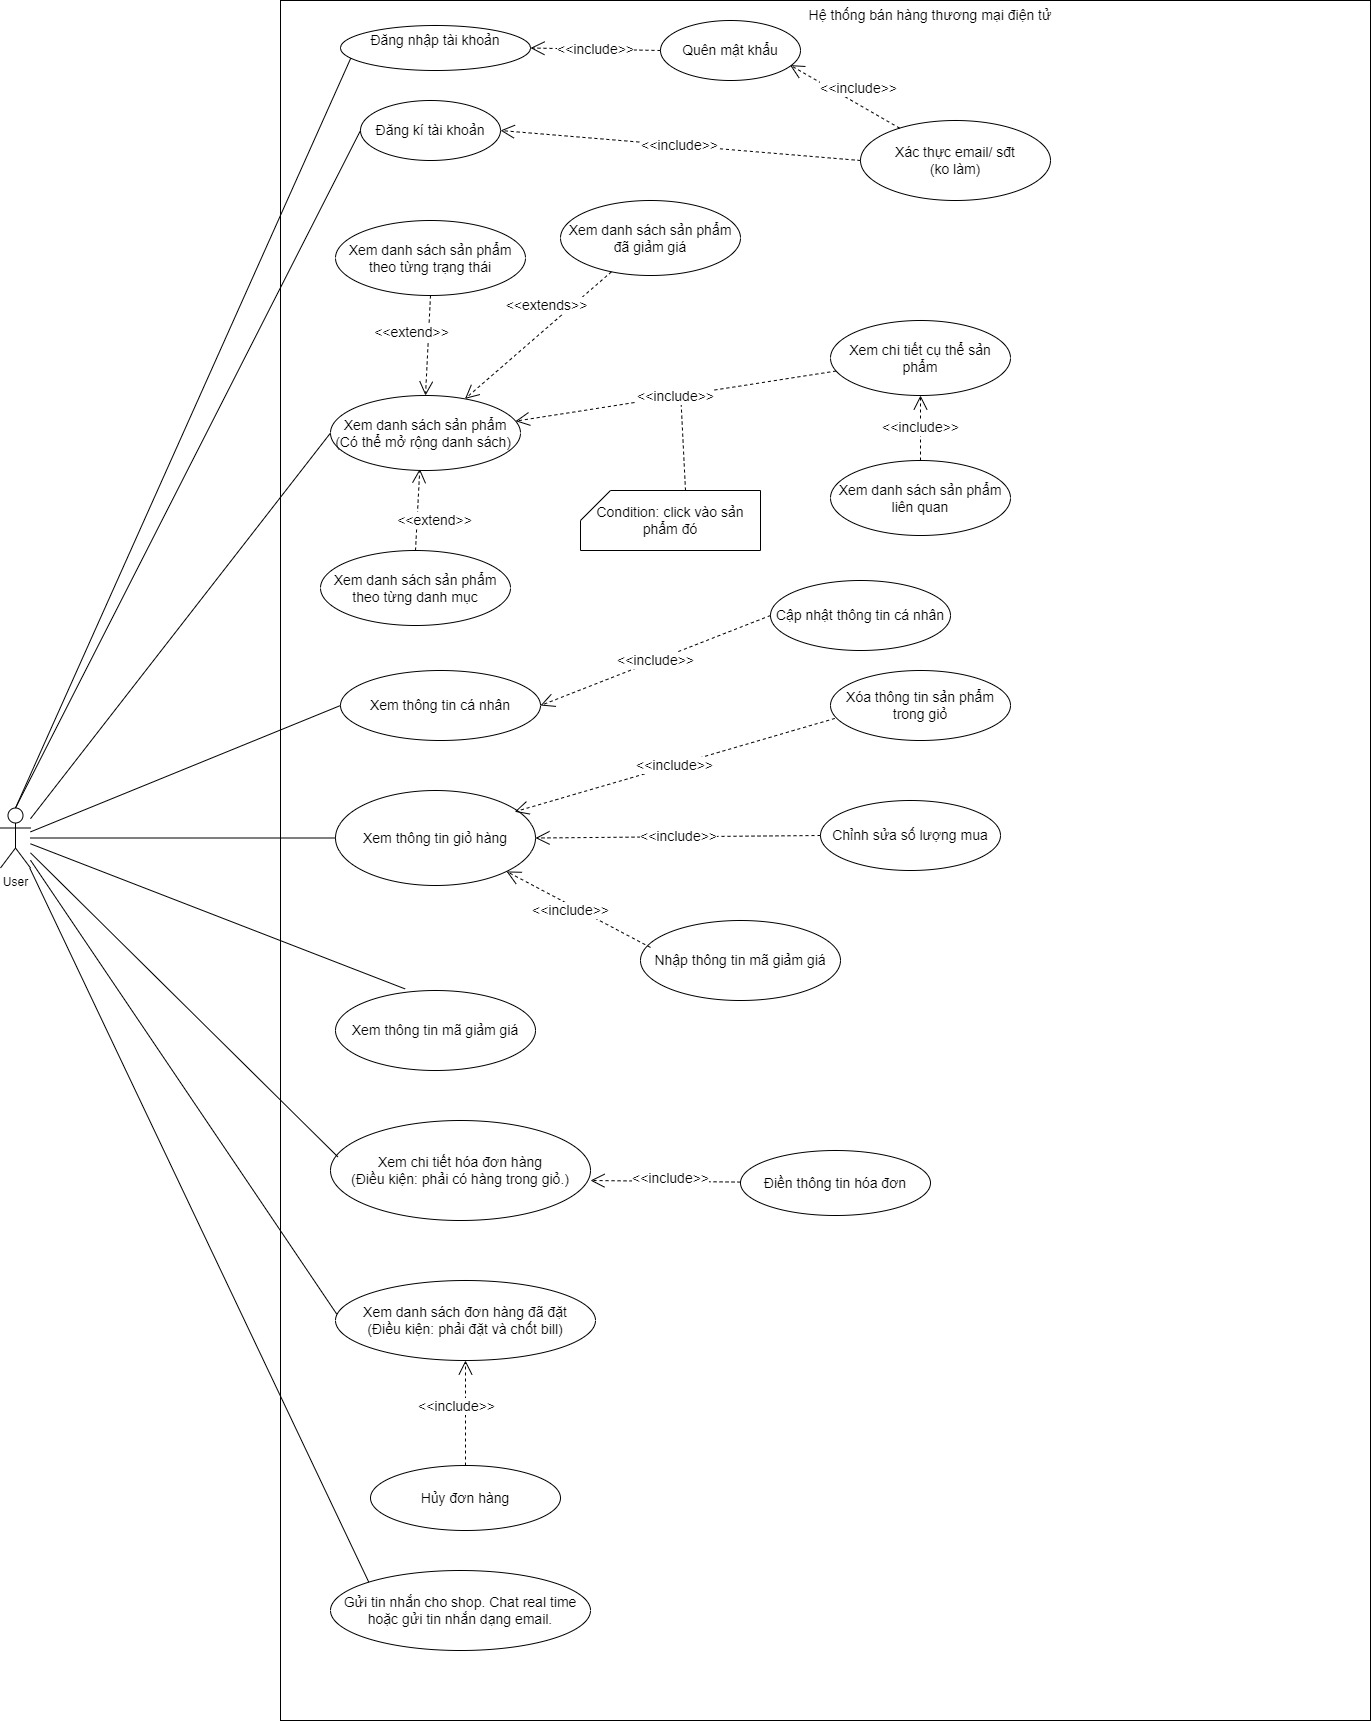 Hệ thống bán hàng thương mại điện tử
Đăng nhập tài khoản
<<include>>
Quên mật khẩu
<<include>>
Đăng kí tài khoản
<<include>>
Xác thực email/ sđt
(ko làm)
Xem danh sách sản phẩm
theo từng trạng thái
Xem danh sách sản phẩm
đã giảm giá
<<extends>>
<<extend>>
Xem chi tiết cụ thể sản
phẩm
<<include>>
Xem danh sách sản phẩm
(Có thể mở rộng danh sách)
<<include>>
Xem danh sách sản phẩm
liên quan
Condition: click vào sản
phẩm đó
<<extend>>
Xem danh sách sản phẩm
theo từng danh mục
Cập nhật thông tin cá nhân
<<include>>
Xem thông tin cá nhân
Xóa thông tin sản phẩm
trong giỏ
<<include>>
Xem thông tin giỏ hàng
<<include>>
Chỉnh sửa số lượng mua
User
<<include>>
Nhập thông tin mã giảm giá
Xem thông tin mã giảm giá
Xem chi tiết hóa đơn hàng
(Điều kiện: phải có hàng trong giỏ.)
<<include>>
Điền thông tin hóa đơn
Xem danh sách đơn hàng đã đặt
(Điều kiện: phải đặt và chốt bill)
<<include>>
Hủy đơn hàng
Gửi tin nhắn cho shop. Chat real time
hoặc gửi tin nhắn dạng email.